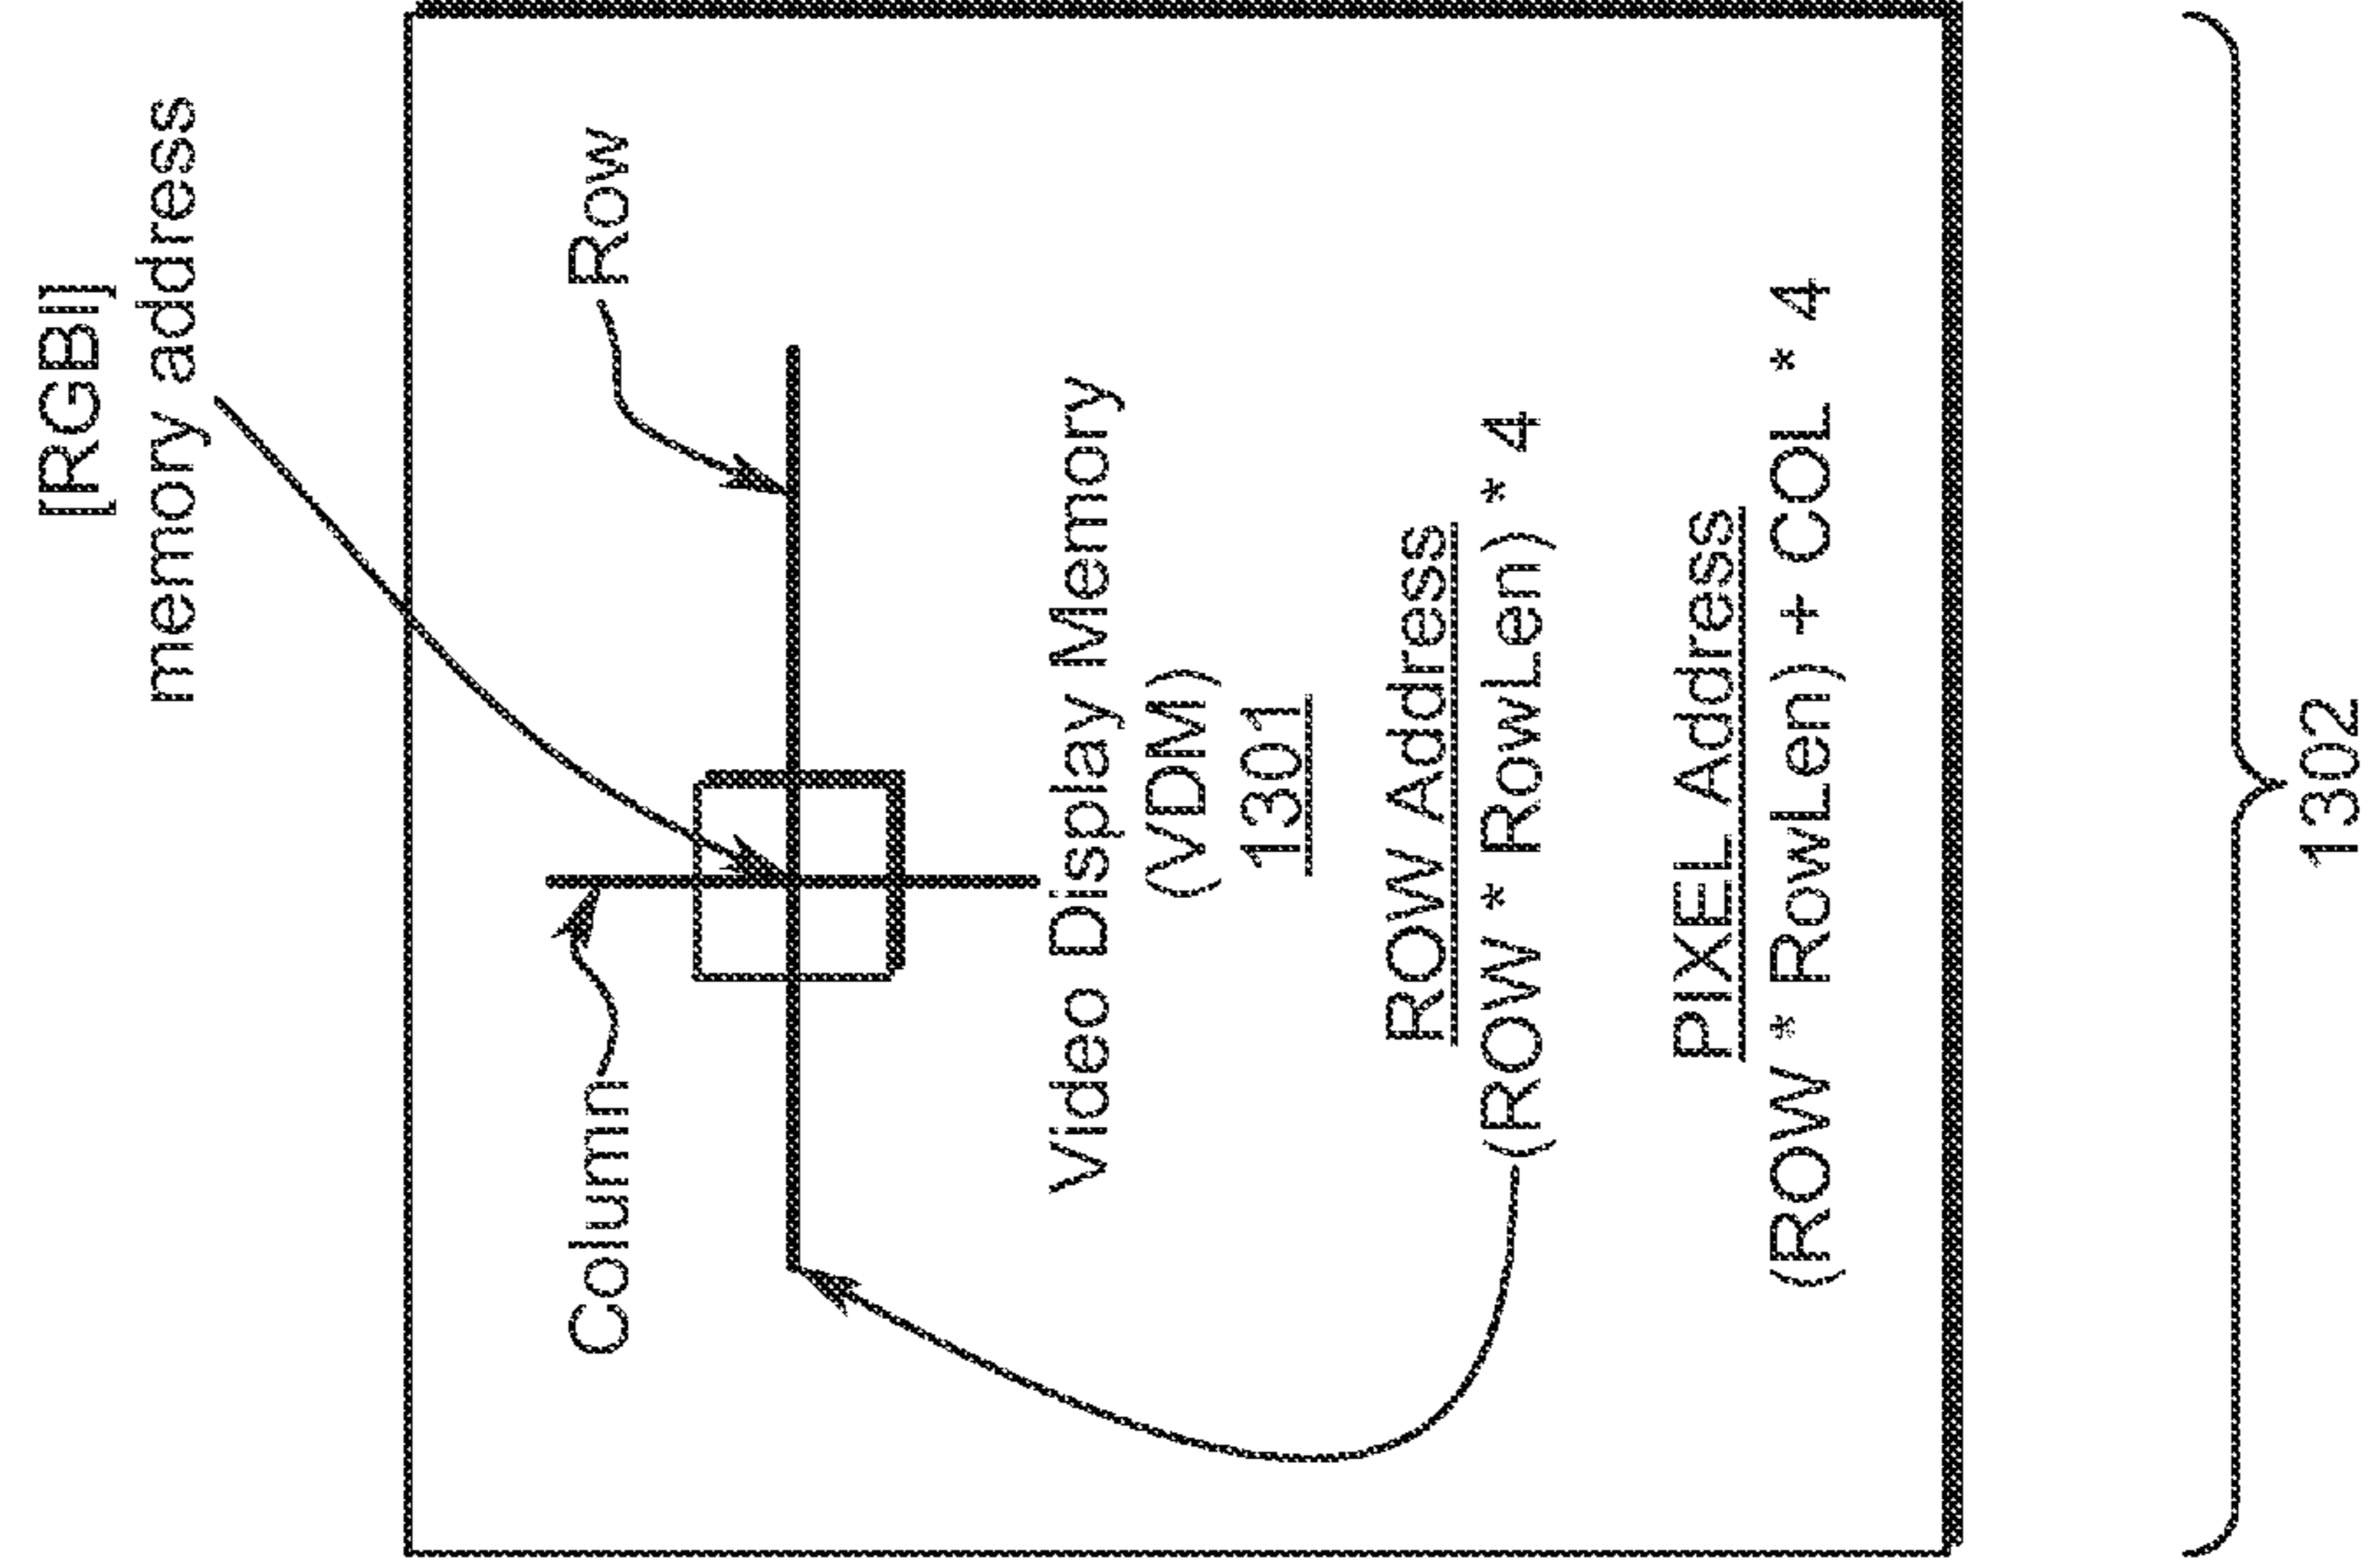 [RGBI]
memory address
Column
Row
Video Display Memory
(VDM)
1301
ROW Address
(ROW * RowLen) * 4
PIXEL Address
(ROW * RowLen) + COL * 4
1302